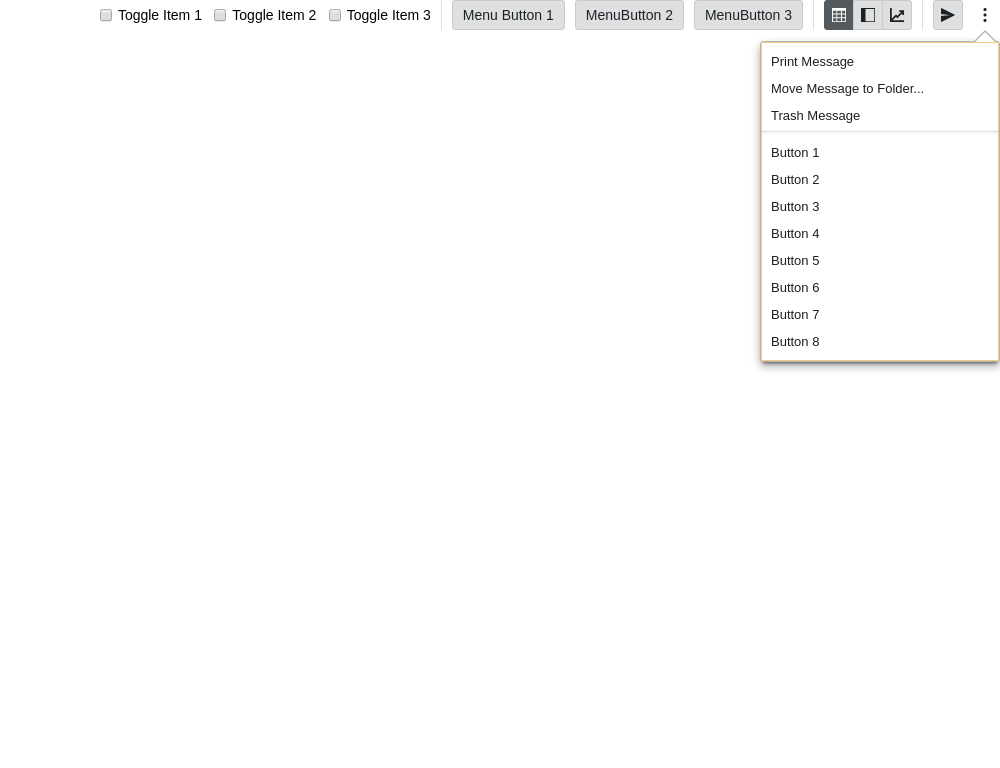 Toggle Item 1 Toggle Item 2 Toggle Item 3 Menu Button 1 MenuButton 2 MenuButton 3
Print Message
Move Message to Folder...
Trash Message
Button 1
Button 2
Button 3
Button 4
Button 5
Button 6
Button 7
Button 8